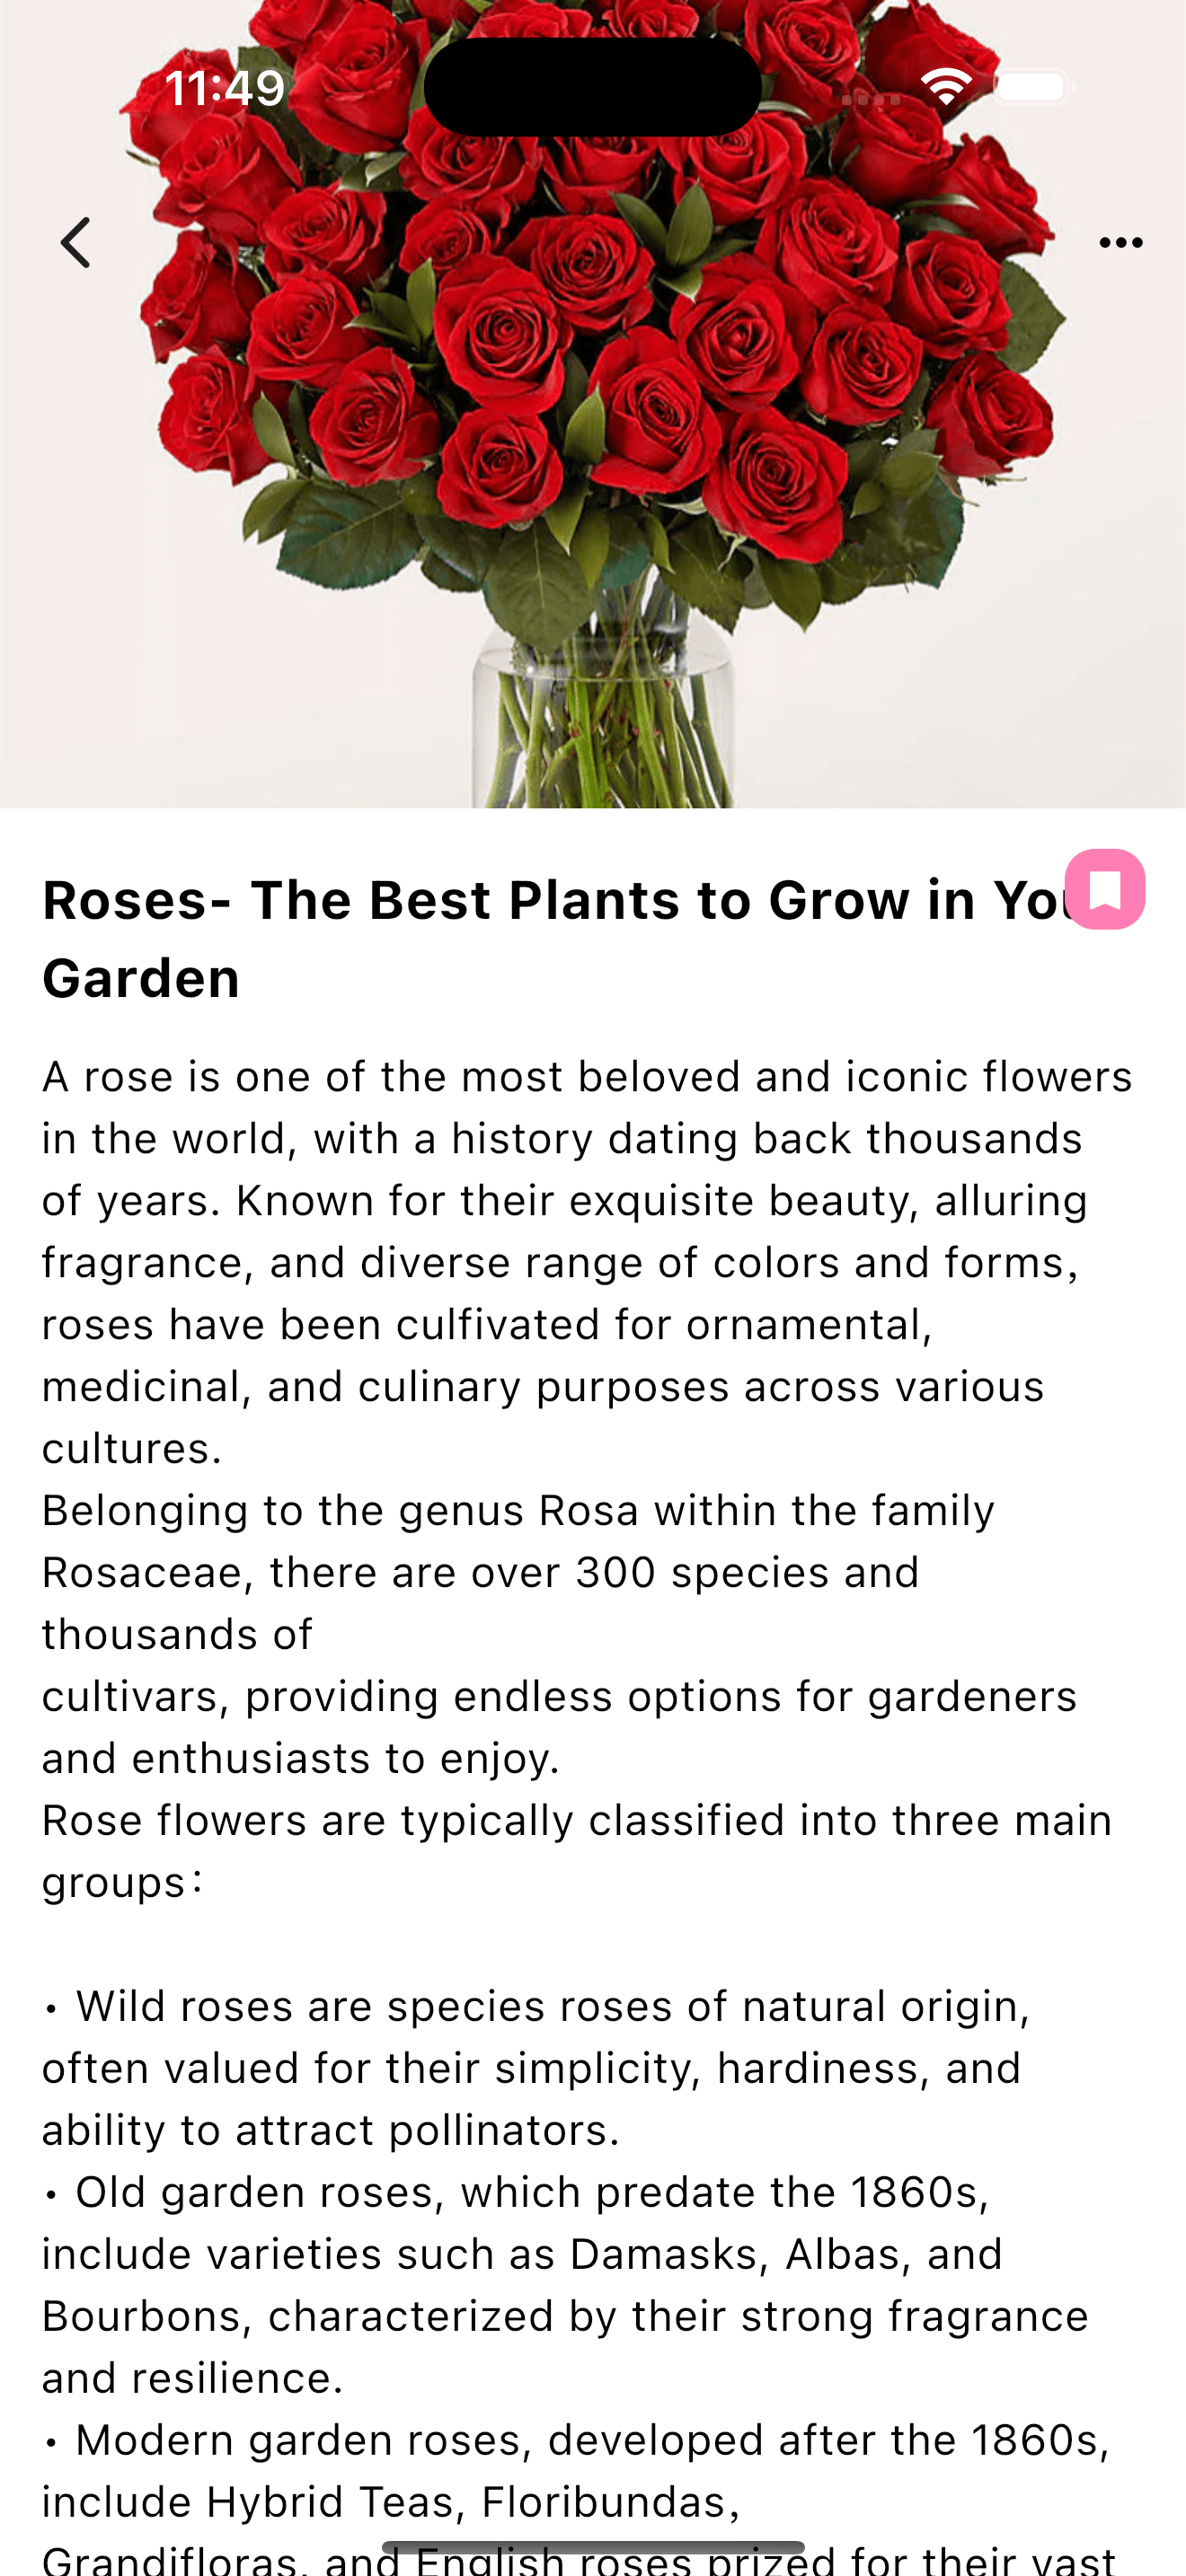 11:49
Roses- The Best Plants to Grow in
Garden
A rose is one of the most beloved and iconic flowers
in the world, with a history dating back thousands
of years. Known for their exquisite beauty, alluring
fragrance, and diverse range of colors and forms，
roses have been culfivated for ornamental,
medicinal, and culinary purposes across various
cultures.
Belonging to the genus Rosa within the family
Rosaceae, there are over 300 species and
thousands of
cultivars, providing endless options for gardeners
and enthusiasts to enjoy.
Rose flowers are typically classified into three main
groups：
• Wild roses are species roses of natural origin,
often valued for their simplicity, hardiness, and
ability to attract pollinators.
• Old garden roses, which predate the 1860s,
include varieties such as Damasks, Albas, and
Bourbons, characterized by their strong fragrance
and resilience.
• Modern garden roses, developed after the 1860s,
include Hybrid Teas, Floribundas，
Grandifloras, and English roses prized for their vast